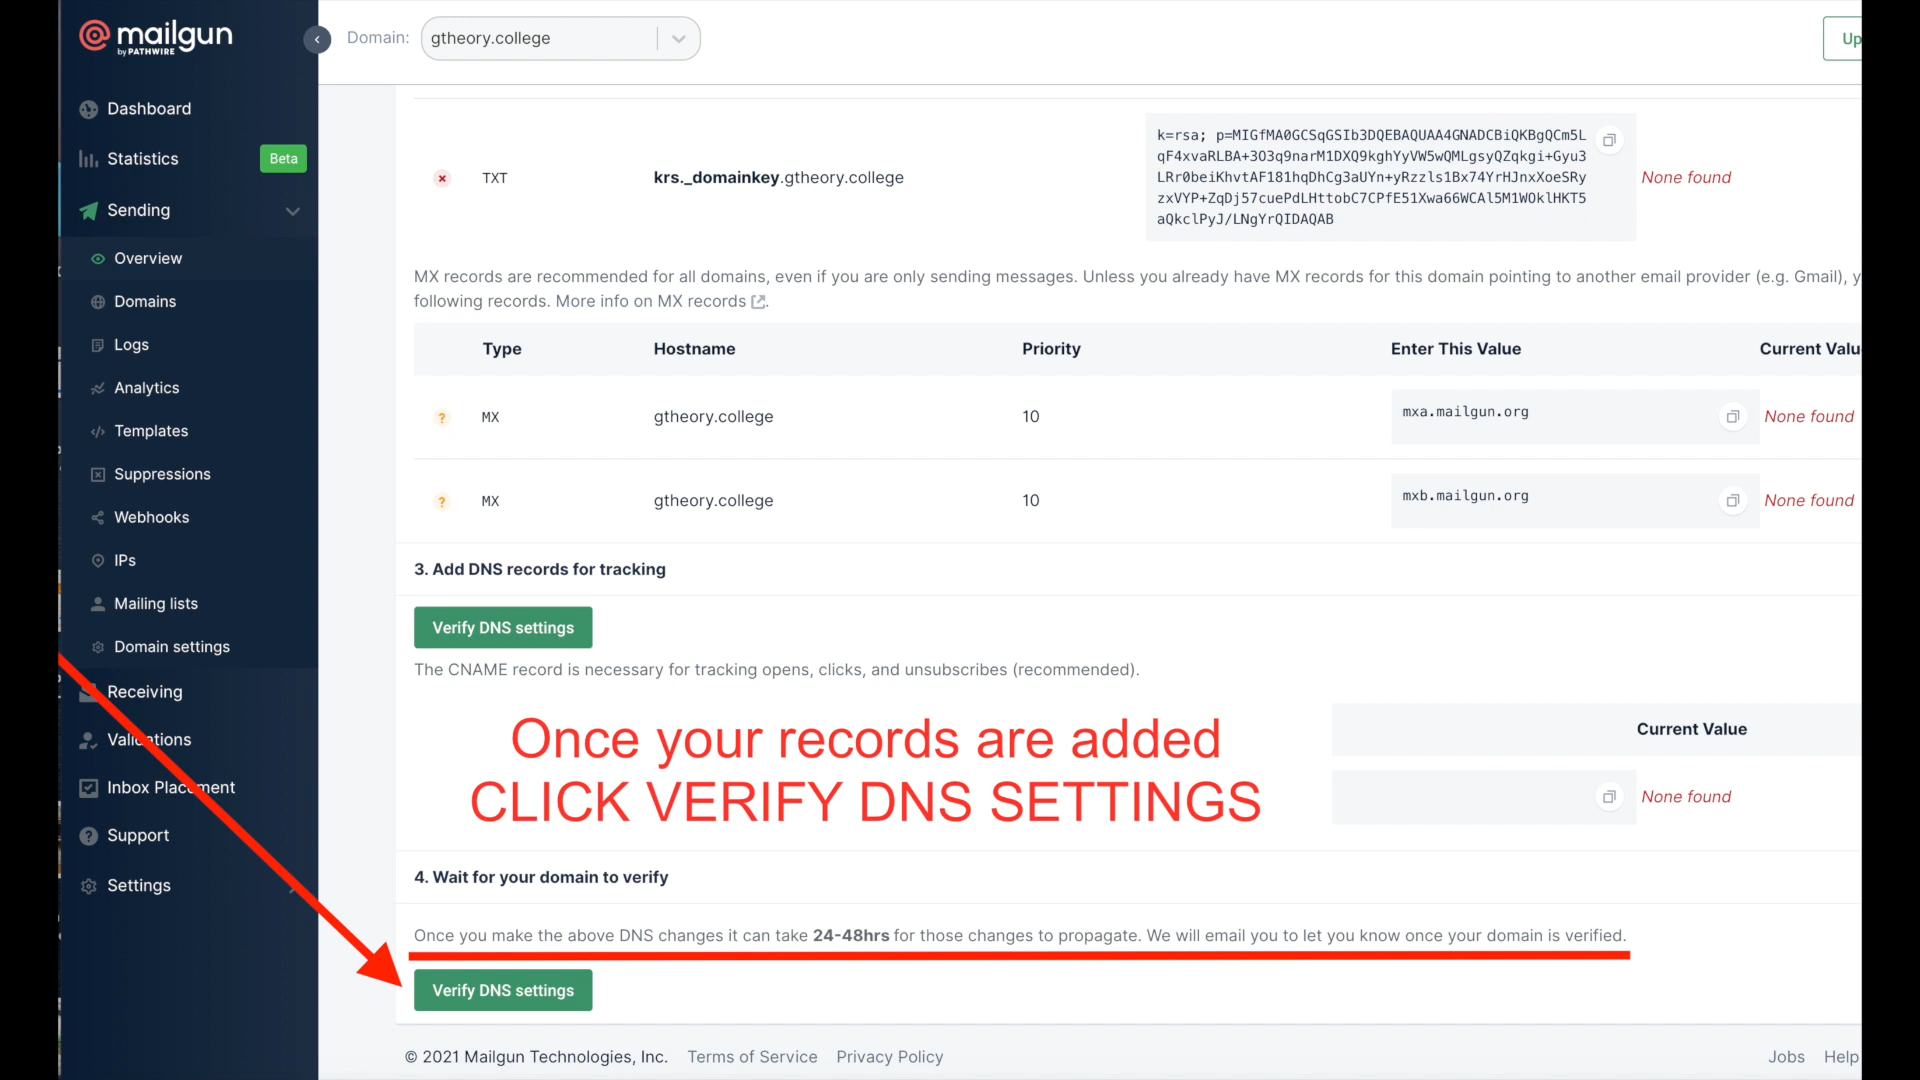 mailgun
by PATHWIRE
Dashboard
Statistics
Beta
Sending
Overview
Domains
Logs
Analytics
Templates
Suppressions
Webhooks
IPs
Mailing lists
Domain settings
Receiving
Validations
Inbox Placement
Support
Settings
Domain:
gtheory.college
Up
TXT
krs._domainkey.gtheory.college
k=rsa; p=MIGfMA0GCSqGSIb3DQEBAQUAA4GNADCBiQKBgQCm5L
qF4xvaRLBA+3O3q9narM1DXQ9kghYyVW5wQMLgsyQZqkgi+Gyu3
LRr0beiKhvtAF181hqDhCg3aUYn+yRzzls1Bx74YrHJnxXoeSRy
zxVYP+ZqDj57cuePdLHttobC7CPfE51Xwa66WCAl5M1WOklHKT5
aQkclPyJ/LNgYrQIDAQAB
None found
MX records are recommended for all domains, even if you are only sending messages. Unless you already have MX records for this domain pointing to another email provider (e.g. Gmail), y
following records. More info on MX records
Type Hostname Priority Enter This Value Current Valu
? MX gtheory.college 10 mxa.mailgun.org None found
? MX gtheory.college 10 mxb.mailgun.org None found
3. Add DNS records for tracking
Verify DNS settings
The CNAME record is necessary for tracking opens, clicks, and unsubscribes (recommended).
Once your records are added
CLICK VERIFY DNS SETTINGS
Current Value
None found
4. Wait for your domain to verify
Once you make the above DNS changes it can take 24-48hrs for those changes to propagate. We will email you to let you know once your domain is verified.
Verify DNS settings
© 2021 Mailgun Technologies, Inc. Terms of Service Privacy Policy
Jobs Help